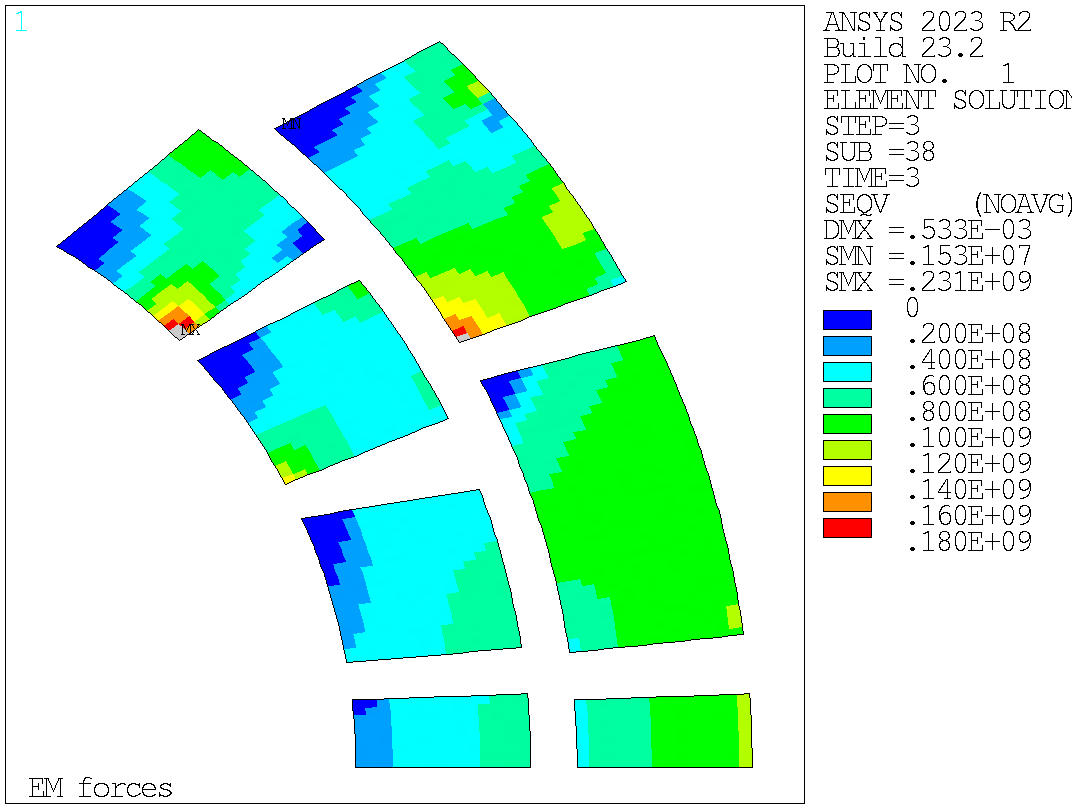 1
ANSYS 2023 R2
Build 23.2
PLOT NO.   1
ELEMENT SOLUTION
STEP=3
SUB =38
TIME=3
SEQV     (NOAVG)
DMX =.533E-03
SMN =.153E+07
SMX =.231E+09
0
.200E+08
.400E+08
.600E+08
.800E+08
.100E+09
.120E+09
.140E+09
.160E+09
.180E+09
MN
MX
EM forces